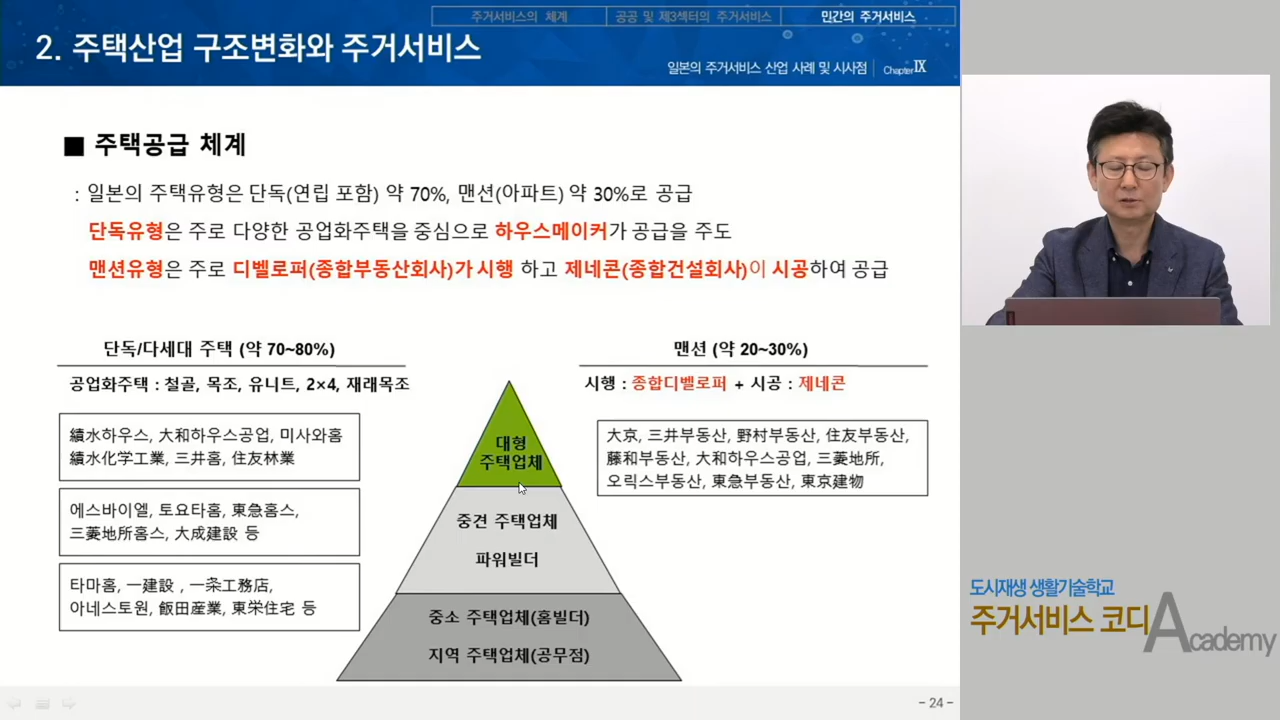 주거서비스의 체계
공공 및 제3섹터의 주거서비스
민간의 주거서비스
2. 주택산업 구조변화와 주거서비스
일본의 주거서비스 산업 사례 및 시사점
Chapter Ⅸ
■ 주택공급 체계
: 일본의 주택유형은 단독(연립 포함) 약 70%, 맨션(아파트) 약 30%로 공급
단독유형은 주로 다양한 공업화주택을 중심으로 하우스메이커가 공급을 주도
맨션유형은 주로 디벨로퍼(종합부동산회사)가 시행 하고 제네콘(종합건설회사)이 시공하여 공급
단독/다세대 주택 (약 70~80%)
공업화주택 : 철골, 목조, 유니트, 2×4, 재래목조
績水하우스, 大和하우스공업, 미사와홈
績水化学工業, 三井홈, 住友林業
에스바이엘, 토요타홈, 東急홈스,
三菱地所홈스, 大成建設 등
타마홈, 一建設 , 一条工務店,
아네스토원, 飯田産業, 東栄住宅 등
대형
주택업체
중견 주택업체
파워빌더
중소 주택업체(홈빌더)
지역 주택업체(공무점)
맨션 (약 20~30%)
시행 : 종합디벨로퍼 + 시공 : 제네콘
大京, 三井부동산, 野村부동산, 住友부동산,
藤和부동산, 大和하우스공업, 三菱地所,
오릭스부동산, 東急부동산, 東京建物
- 24 -
도시재생 생활기술학교
주거서비스 코디
Academy